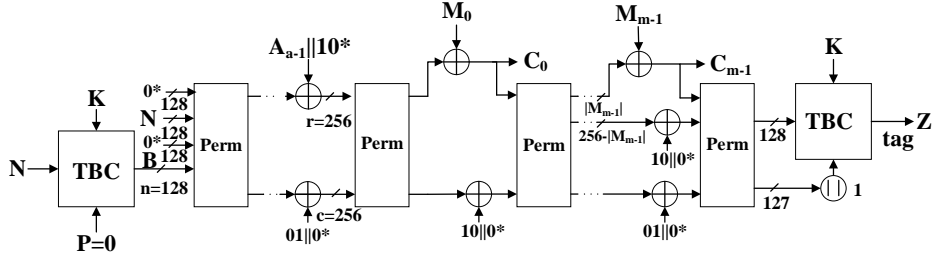 M₀
Mₘ₋₁
Aₐ₋₁||10*
C₀
Cₘ₋₁
K
0*
128
N
128
0*
128
B
n=128
N
TBC
P=0
Perm
r=256
c=256
01||0*
Perm
10||0*
Perm
|Mₘ₋₁|
256-|Mₘ₋₁|
10||0*
01||0*
Perm
128
127
K
TBC
Z
tag
||
1